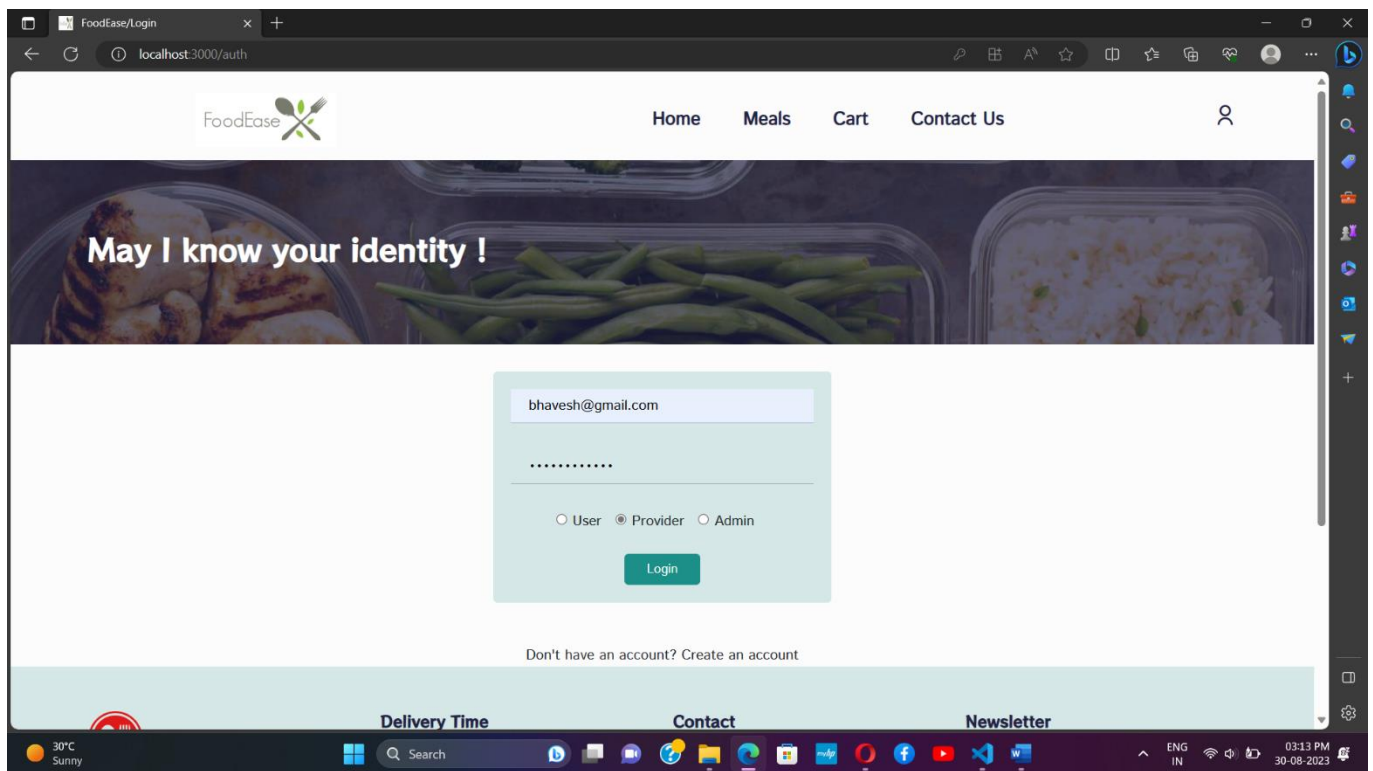 FoodEase/Login
localhost:3000/auth
FoodEase
Home Meals Cart Contact Us
May I know your identity !
bhavesh@gmail.com
••••••••••••
User Provider Admin
Login
Don't have an account? Create an account
Delivery Time Contact Newsletter
30°C
Sunny
Search
ENG
IN
03:13 PM
30-08-2023